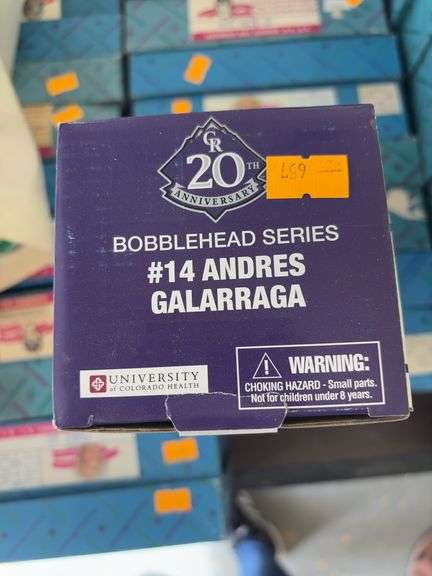 CR
20TH
ANNIVERSARY
657
BOBBLEHEAD SERIES
#14 ANDRES
GALARRAGA
UNIVERSITY
of COLORADO HEALTH
WARNING:
CHOKING HAZARD - Small parts.
Not for children under 8 years.